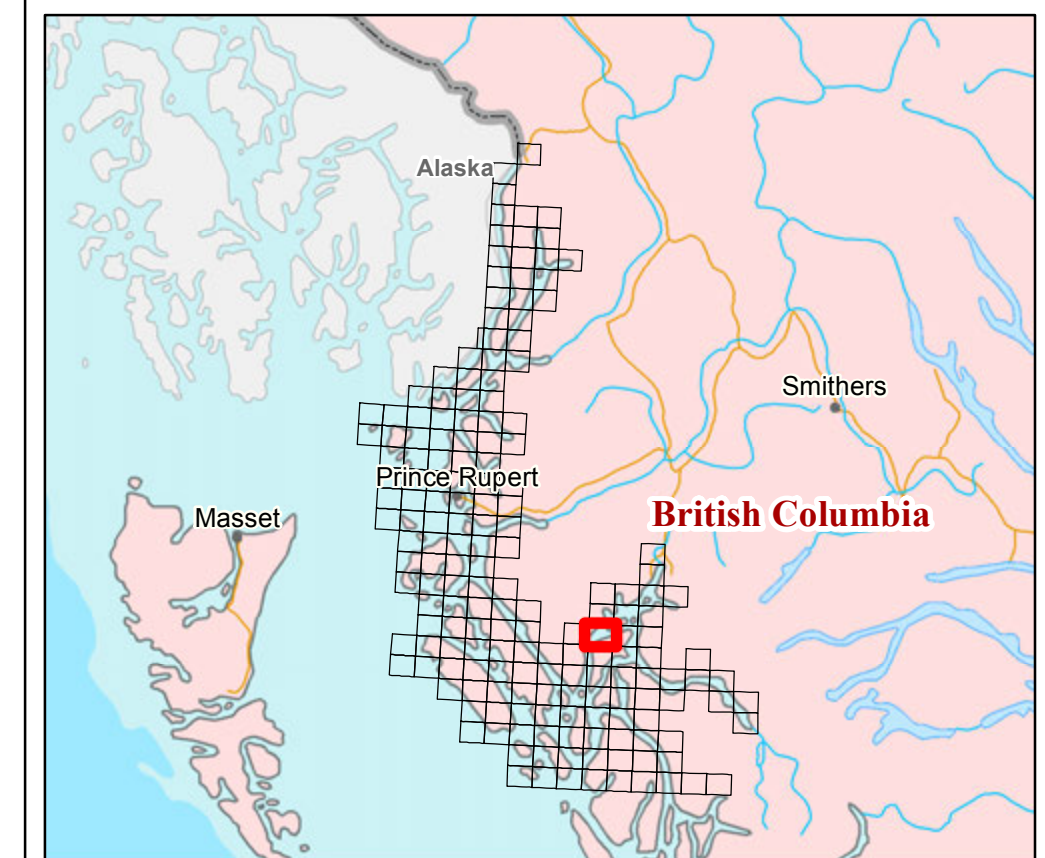 Alaska
Smithers
Prince Rupert
Masset
British Columbia